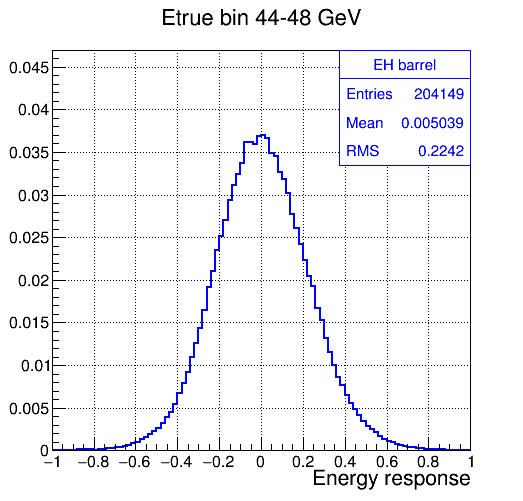 Etrue bin 44-48 GeV
EH barrel
Entries 204149
Mean 0.005039
RMS 0.2242
0.045
0.04
0.035
0.03
0.025
0.02
0.015
0.01
0.005
0
−1 −0.8 −0.6 −0.4 −0.2 0 0.2 0.4 0.6 0.8 1
Energy response